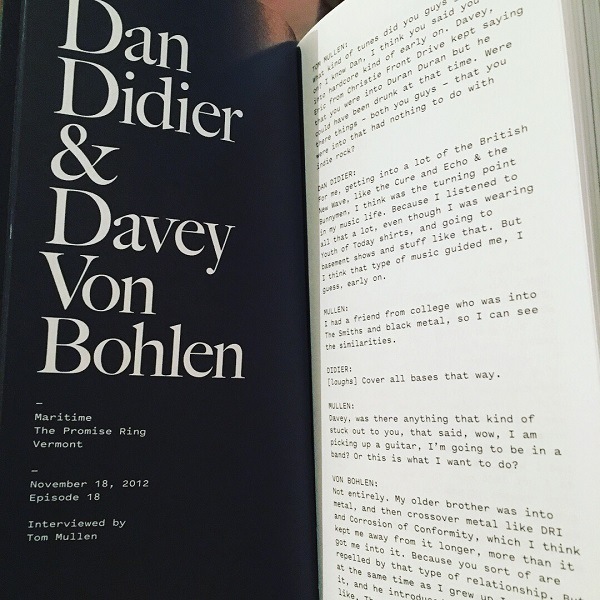 Dan
Didier
&
Davey
Von
Bohlen
—
Maritime
The Promise Ring
Vermont
—
November 18, 2012
Episode 18
Interviewed by
Tom Mullen
TOM MULLEN:
What kind of tunes did you guys
on? I know Dan, I think you said you
into hardcore kind of early on. Davey,
Eric from Christie Front Drive kept saying
that you were into Duran Duran but he
could have been drunk at that time. Were
there things – both you guys – that you
were into that had nothing to do with
indie rock?
DAN DIDIER:
For me, getting into a lot of the British
New Wave, like the Cure and Echo & the
Bunnymen, I think was the turning point
in my music life. Because I listened to
all that a lot, even though I was wearing
Youth of Today shirts, and going to
basement shows and stuff like that. But
I think that type of music guided me, I
guess, early on.
MULLEN:
I had a friend from college who was into
The Smiths and black metal, so I can see
the similarities.
DIDIER:
[laughs] Cover all bases that way.
MULLEN:
Davey, was there anything that kind of
stuck out to you, that said, wow, I am
picking up a guitar, I'm going to be in a
band? Or this is what I want to do?
VON BOHLEN:
Not entirely. My older brother was into
metal, and then crossover metal like DRI
and Corrosion of Conformity, which I think
kept me away from it longer, more than it
got me into it. Because you sort of are
repelled by that type of relationship. But
at the same time as I grew up I
it, and he introduced
like, The